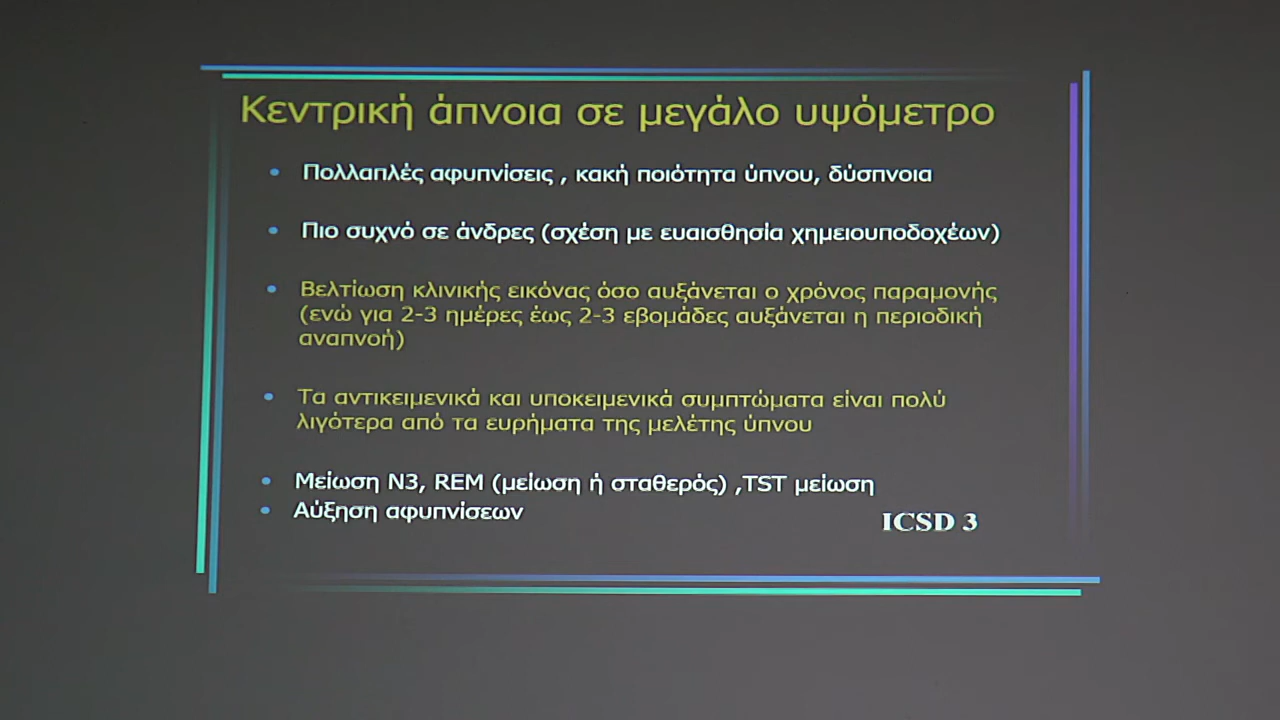 Κεντρική άπνοια σε μεγάλο υψόμετρο
• Πολλαπλές αφυπνίσεις , κακή ποιότητα ύπνου, δύσπνοια
• Πιο συχνό σε άνδρες (σχέση με ευαισθησία χημειουποδοχέων)
• Βελτίωση κλινικής εικόνας όσο αυξάνεται ο χρόνος παραμονής
(ενώ για 2-3 ημέρες έως 2-3 εβομάδες αυξάνεται η περιοδική
αναπνοή)
• Τα αντικειμενικά και υποκειμενικά συμπτώματα είναι πολύ
λιγότερα από τα ευρήματα της μελέτης ύπνου
• Μείωση N3, REM (μείωση ή σταθερός) ,TST μείωση
• Αύξηση αφυπνίσεων
ICSD 3